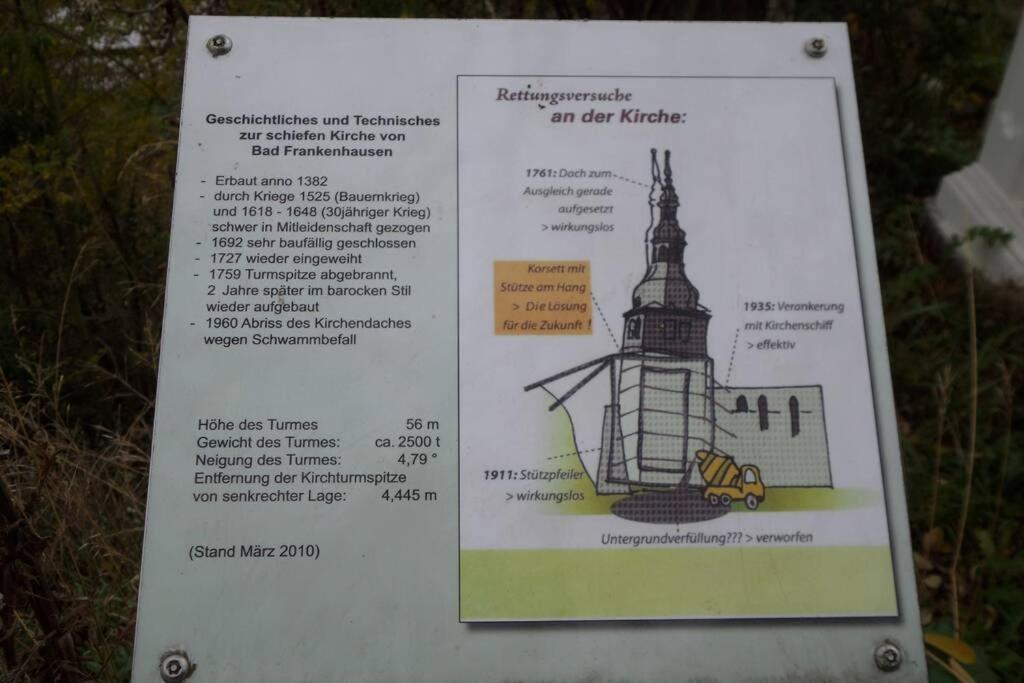 Geschichtliches und Technisches
zur schiefen Kirche von
Bad Frankenhausen
- Erbaut anno 1382
- durch Kriege 1525 (Bauernkrieg)
und 1618 - 1648 (30jähriger Krieg)
schwer in Mitleidenschaft gezogen
- 1692 sehr baufällig geschlossen
- 1727 wieder eingeweiht
- 1759 Turmspitze abgebrannt,
2 Jahre später im barocken Stil
wieder aufgebaut
- 1960 Abriss des Kirchendaches
wegen Schwammbefall
Höhe des Turmes 56 m
Gewicht des Turmes: ca. 2500 t
Neigung des Turmes: 4,79 °
Entfernung der Kirchturmspitze
von senkrechter Lage: 4,445 m
(Stand März 2010)
Rettungsversuche
an der Kirche:
1761: Dach zum
Ausgleich gerade
aufgesetzt
> wirkungslos
Korsett mit
Stütze am Hang
> Die Lösung
für die Zukunft !
1935: Verankerung
mit Kirchenschiff
> effektiv
1911: Stützpfeiler
> wirkungslos
Untergrundverfüllung??? > verworfen